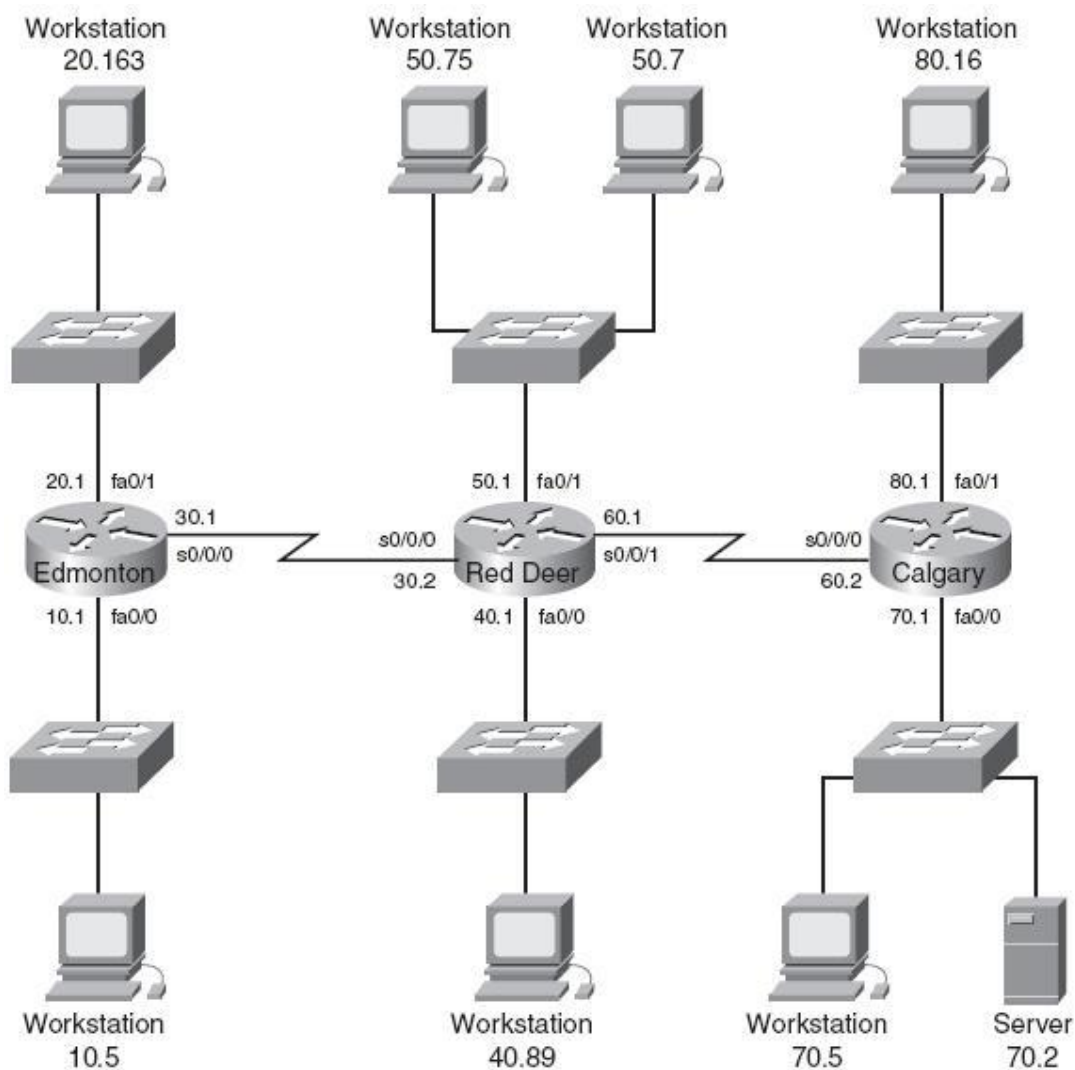 Workstation
20.163
Workstation
50.75
Workstation
50.7
Workstation
80.16
20.1 fa0/1
50.1 fa0/1
80.1 fa0/1
30.1
s0/0/0
Edmonton
s0/0/0
30.2
Red Deer
60.1
s0/0/1
s0/0/0
60.2
Calgary
10.1 fa0/0
40.1 fa0/0
70.1 fa0/0
Workstation
10.5
Workstation
40.89
Workstation
70.5
Server
70.2